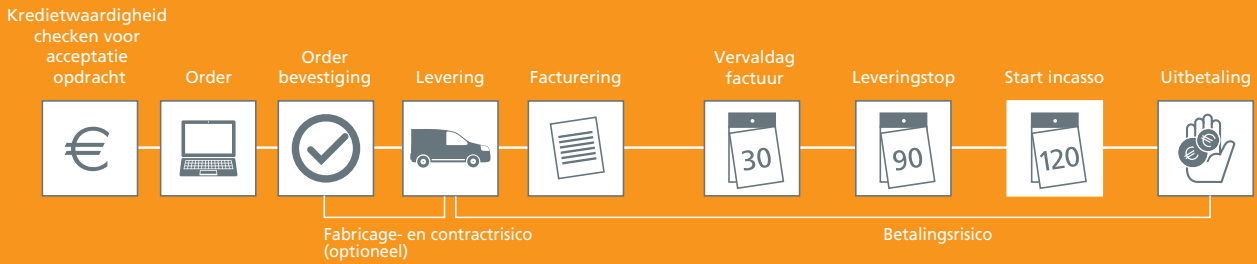 Kredietwaardigheid
checken voor
acceptatie
opdracht
Order
Order
bevestiging
Levering
Facturering
Vervaldag
factuur
Leveringstop
Start incasso
Uitbetaling
€
30
90
120
€
€
Fabricage- en contractrisico
(optioneel)
Betalingsrisico